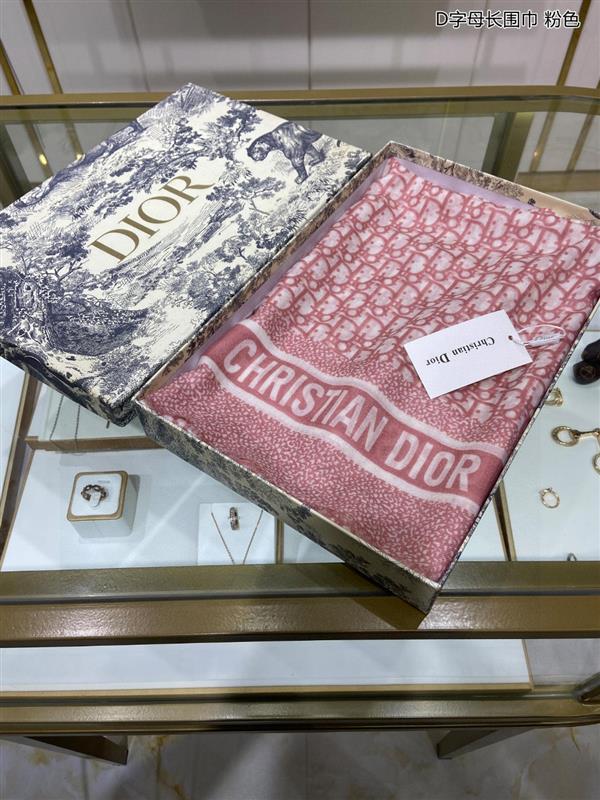 D字母长围巾 粉色
DIOR
Christian Dior
CHRISTIAN DIOR